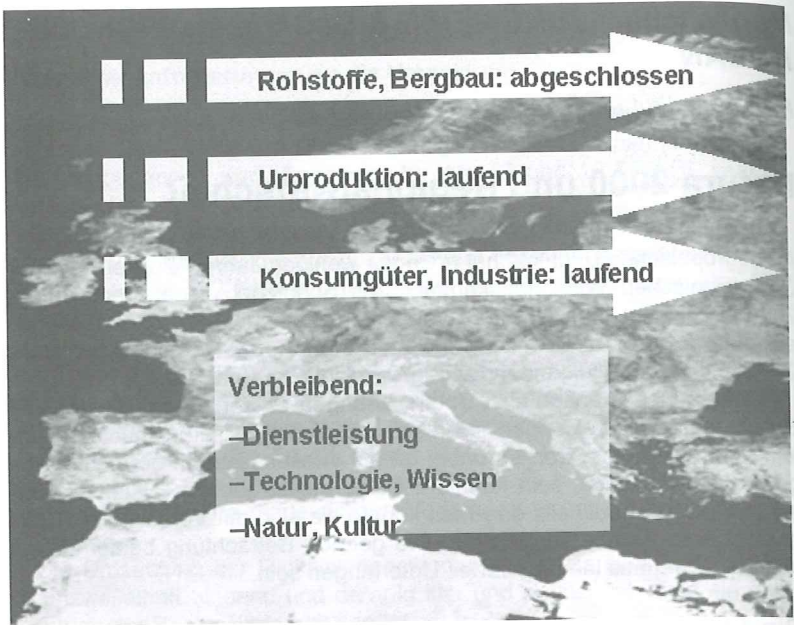 Rohstoffe, Bergbau: abgeschlossen
Urproduktion: laufend
Konsumgüter, Industrie: laufend
Verbleibend:
–Dienstleistung
–Technologie, Wissen
–Natur, Kultur